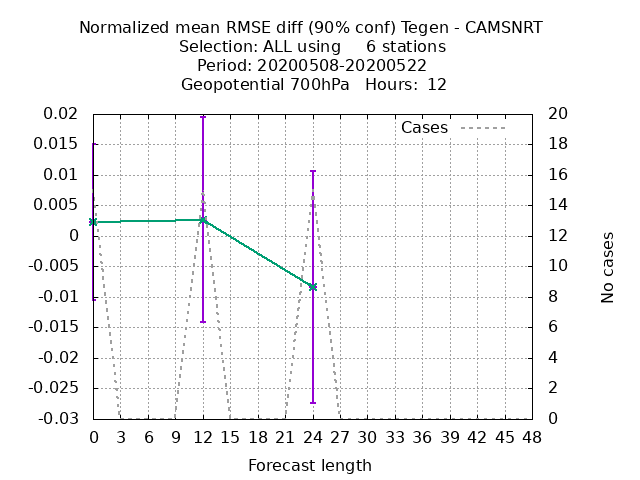 Normalized mean RMSE diff (90% conf) Tegen - CAMSNRT
Selection: ALL using 6 stations
Period: 20200508-20200522
Geopotential 700hPa Hours: 12
Cases
0.02
0.015
0.01
0.005
0
-0.005
-0.01
-0.015
-0.02
-0.025
-0.03
20
18
16
14
12
10
8
6
4
2
0
No cases
0 3 6 9 12 15 18 21 24 27 30 33 36 39 42 45 48
Forecast length